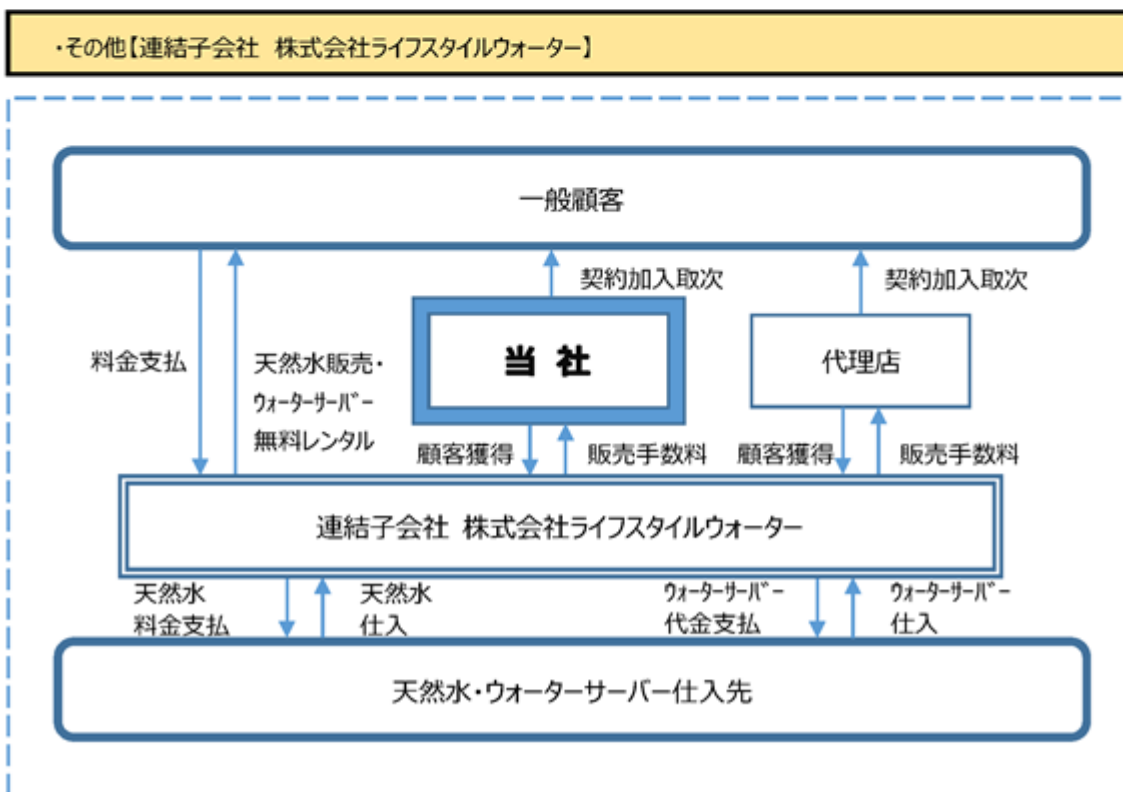 ・その他【連結子会社 株式会社ライフスタイルウォーター】
一般顧客
契約加入取次
契約加入取次
料金支払
天然水販売・
ｳｫｰﾀｰｻｰﾊﾞｰ
無料レンタル
当 社
代理店
顧客獲得
販売手数料
顧客獲得
販売手数料
連結子会社 株式会社ライフスタイルウォーター
天然水
料金支払
天然水
仕入
ｳｫｰﾀｰｻｰﾊﾞｰ
代金支払
ｳｫｰﾀｰｻｰﾊﾞｰ
仕入
天然水・ウォーターサーバー仕入先